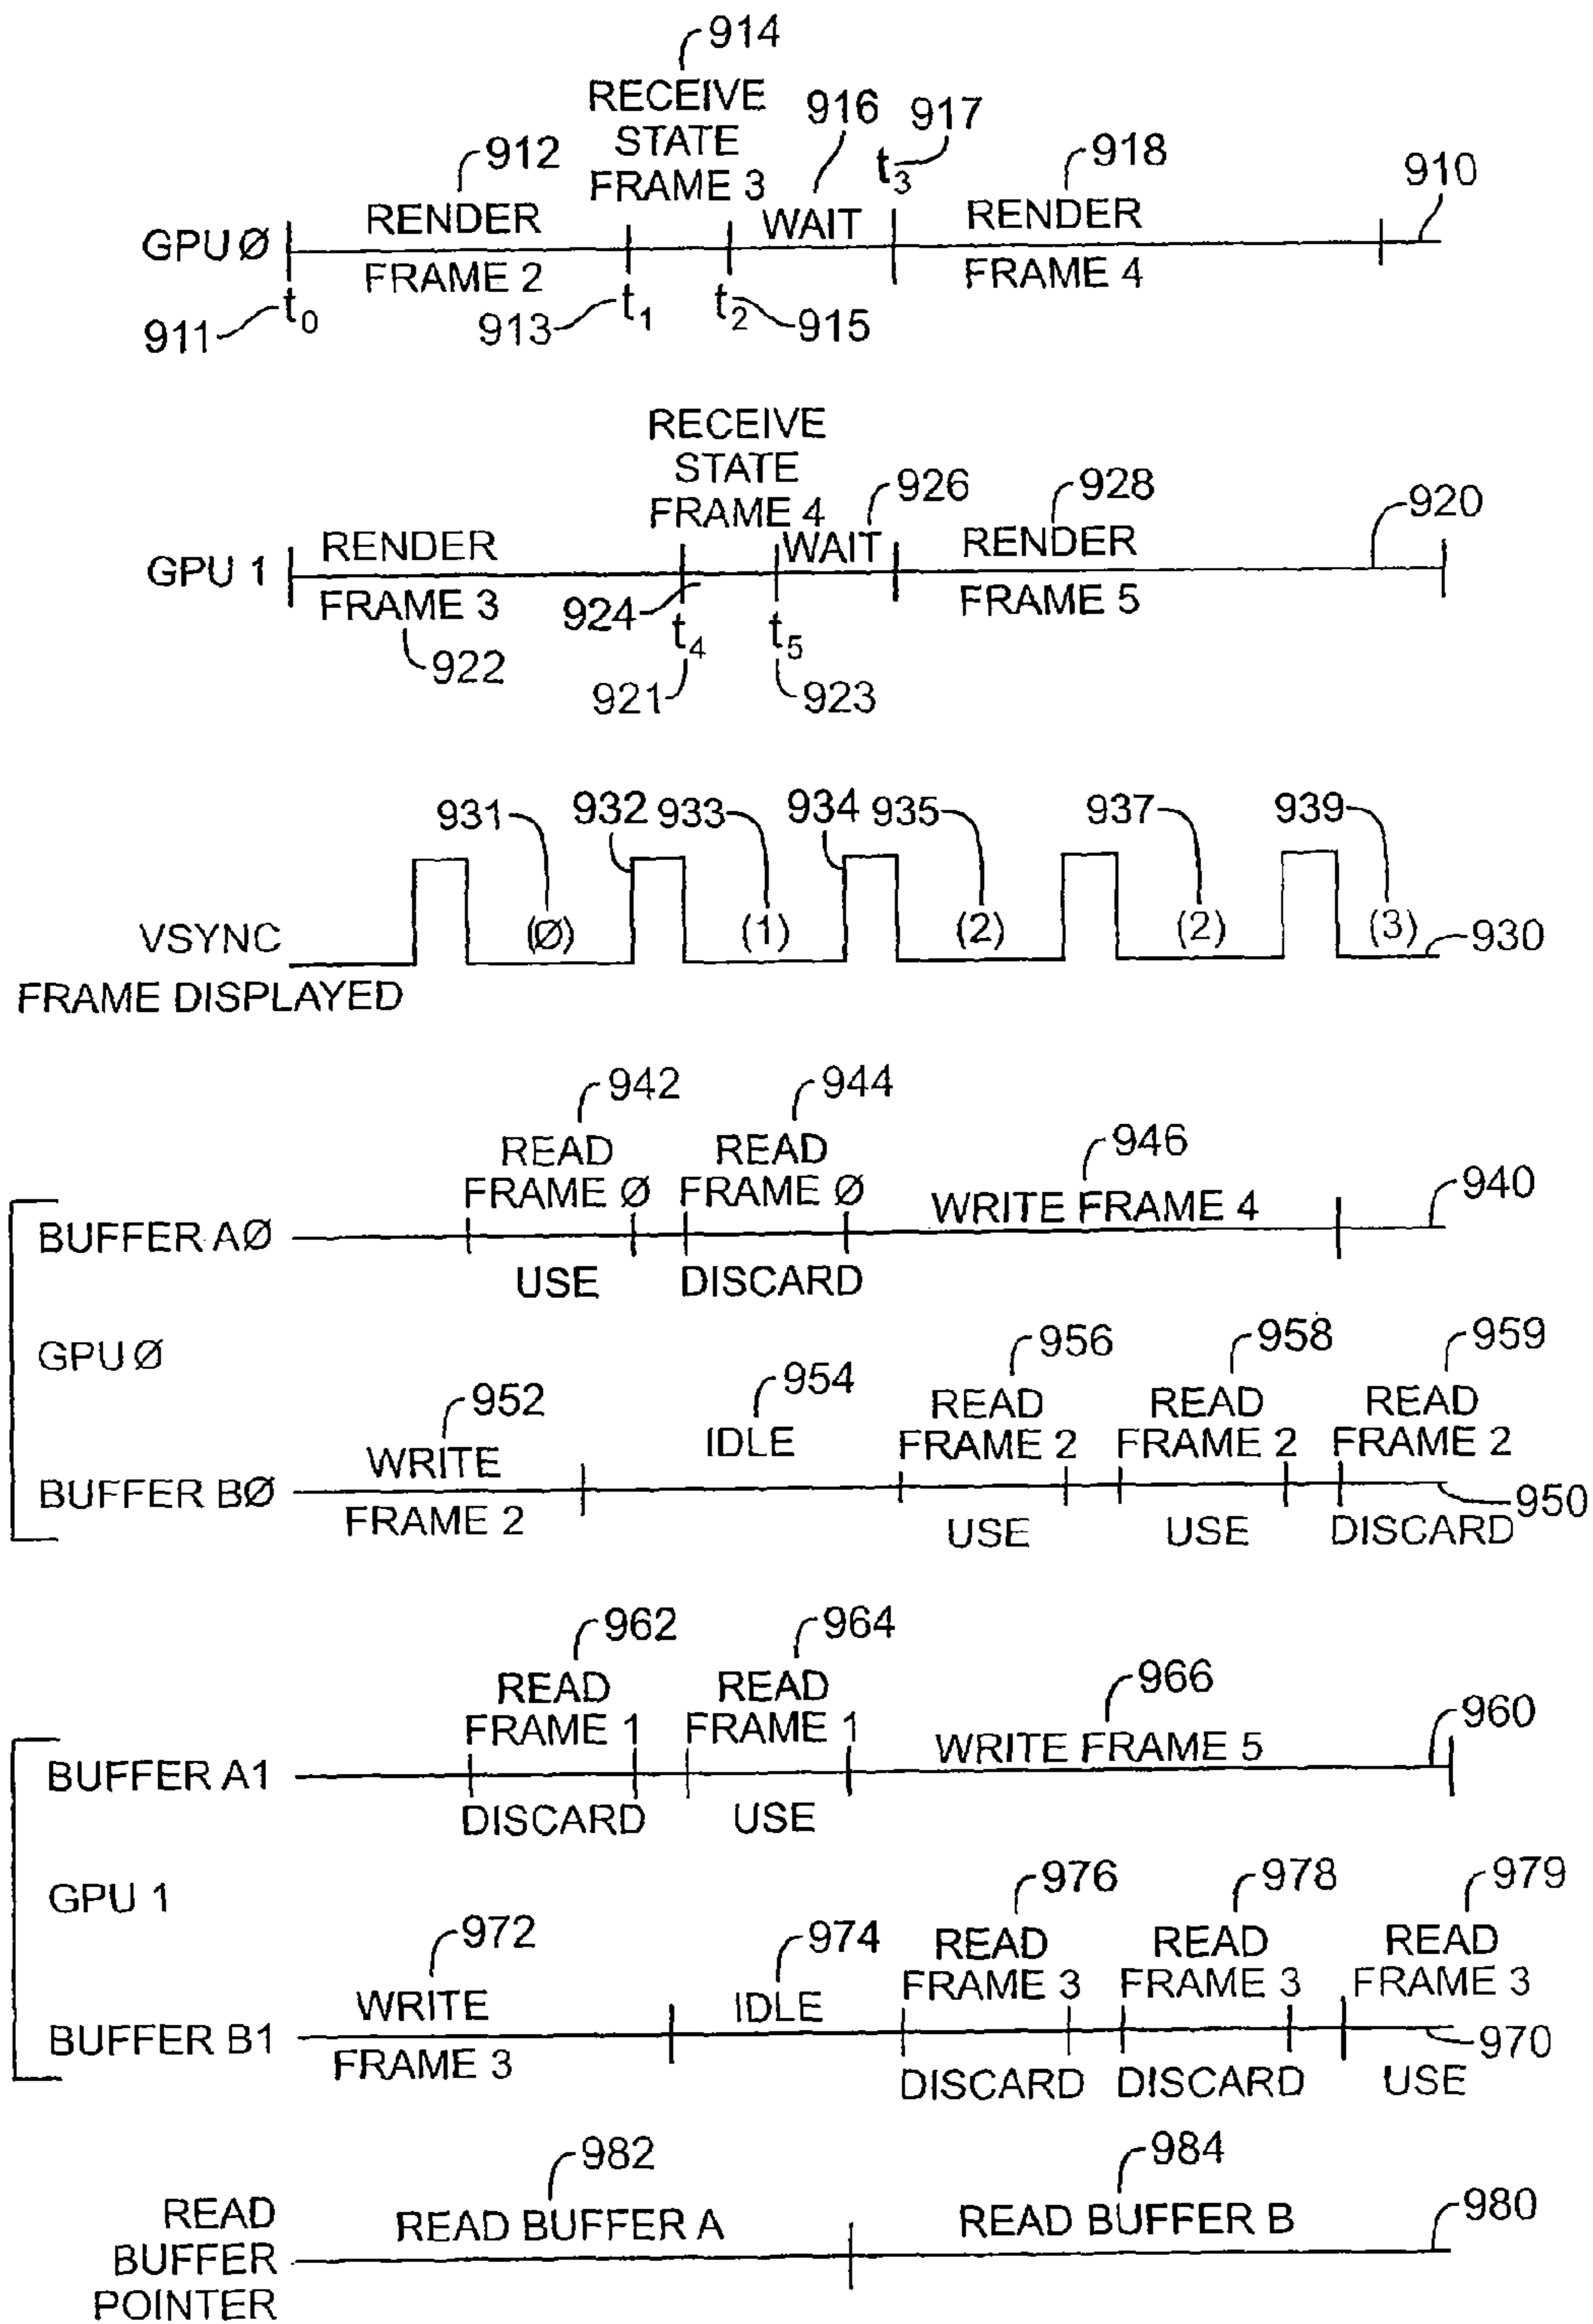 914
RECEIVE
STATE
FRAME 3
916
917
t3
912
918
910
GPU Ø
RENDER
WAIT
RENDER
FRAME 2
FRAME 4
911
t0
913
t1
t2
915
RECEIVE
STATE
FRAME 4
926
928
920
GPU 1
RENDER
WAIT
RENDER
FRAME 3
924
FRAME 5
922
t4
t5
921
923
931
932
933
934
935
937
939
VSYNC
(Ø)
(1)
(2)
(2)
(3)
930
FRAME DISPLAYED
942
944
READ
READ
946
FRAME Ø
FRAME Ø
WRITE FRAME 4
940
BUFFER AØ
USE
DISCARD
GPU Ø
956
958
959
952
954
READ
READ
READ
WRITE
IDLE
FRAME 2
FRAME 2
FRAME 2
BUFFER BØ
950
FRAME 2
USE
USE
DISCARD
962
964
READ
READ
966
FRAME 1
FRAME 1
WRITE FRAME 5
960
BUFFER A1
DISCARD
USE
GPU 1
976
978
979
972
974
READ
READ
READ
WRITE
IDLE
FRAME 3
FRAME 3
FRAME 3
BUFFER B1
970
FRAME 3
DISCARD
DISCARD
USE
982
984
READ
BUFFER
POINTER
READ BUFFER A
READ BUFFER B
980